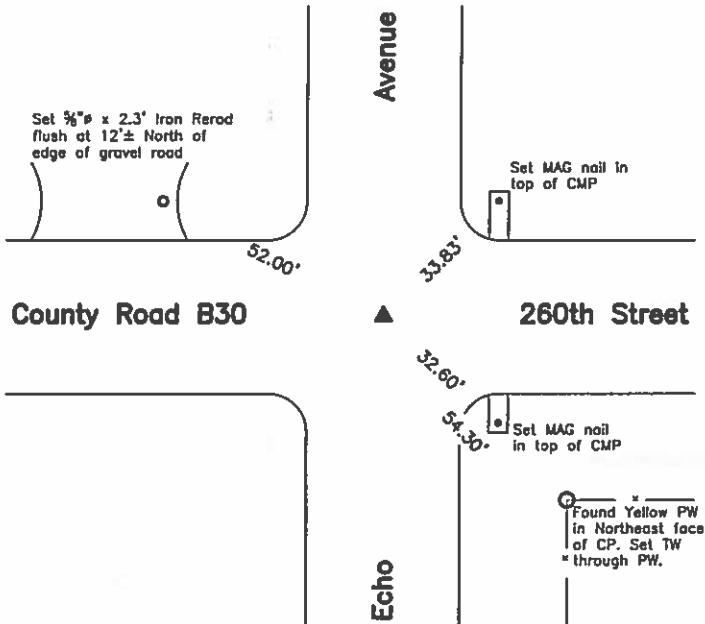 Avenue
Set ⅝"ø x 2.3' Iron Rerod
flush at 12'± North of
edge of gravel road
Set MAG nail in
top of CMP
52.00'
33.83'
County Road B30
260th Street
32.60'
54.30'
Set MAG nail
in top of CMP
Found Yellow PW
in Northeast face
of CP. Set TW
through PW.
Echo